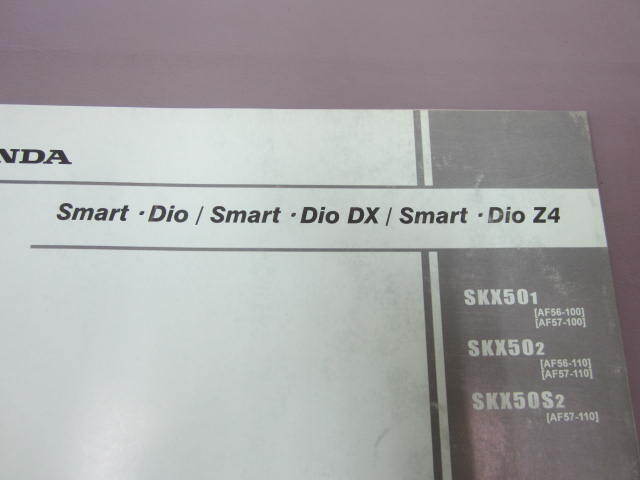 NDA
Smart・Dio / Smart・Dio DX / Smart・Dio Z4
SKX501
[AF56-100]
[AF57-100]
SKX502
[AF56-110]
[AF57-110]
SKX50S2
[AF57-110]